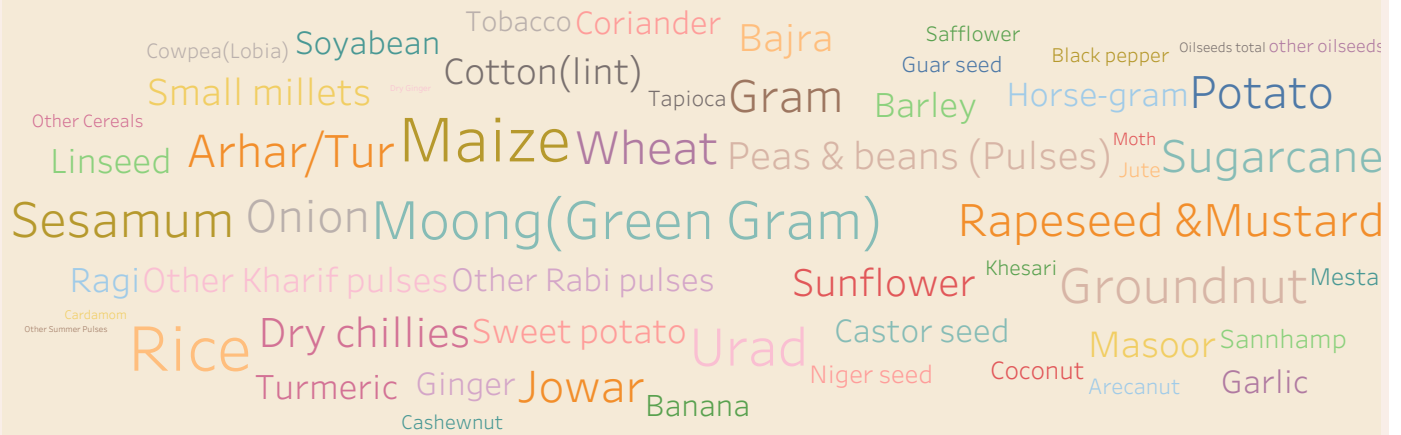 Tobacco Coriander
Cowpea(Lobia) Soyabean Bajra Safflower
Black pepper Oilseeds total other oilseeds
Cotton(lint) Guar seed
Small millets Dry Ginger Tapioca Gram Barley Horse-gram Potato
Other Cereals
Linseed Arhar/Tur Maize Wheat Peas & beans (Pulses) Moth Jute Sugarcane
Sesamum Onion Moong(Green Gram) Rapeseed &Mustard
Ragi Other Kharif pulses Other Rabi pulses Sunflower Khesari Groundnut Mesta
Cardamom
Other Summer Pulses
Rice Dry chillies Sweet potato Urad Castor seed Masoor Sannhamp
Turmeric Ginger Jowar Niger seed Coconut Arecanut Garlic
Banana
Cashewnut